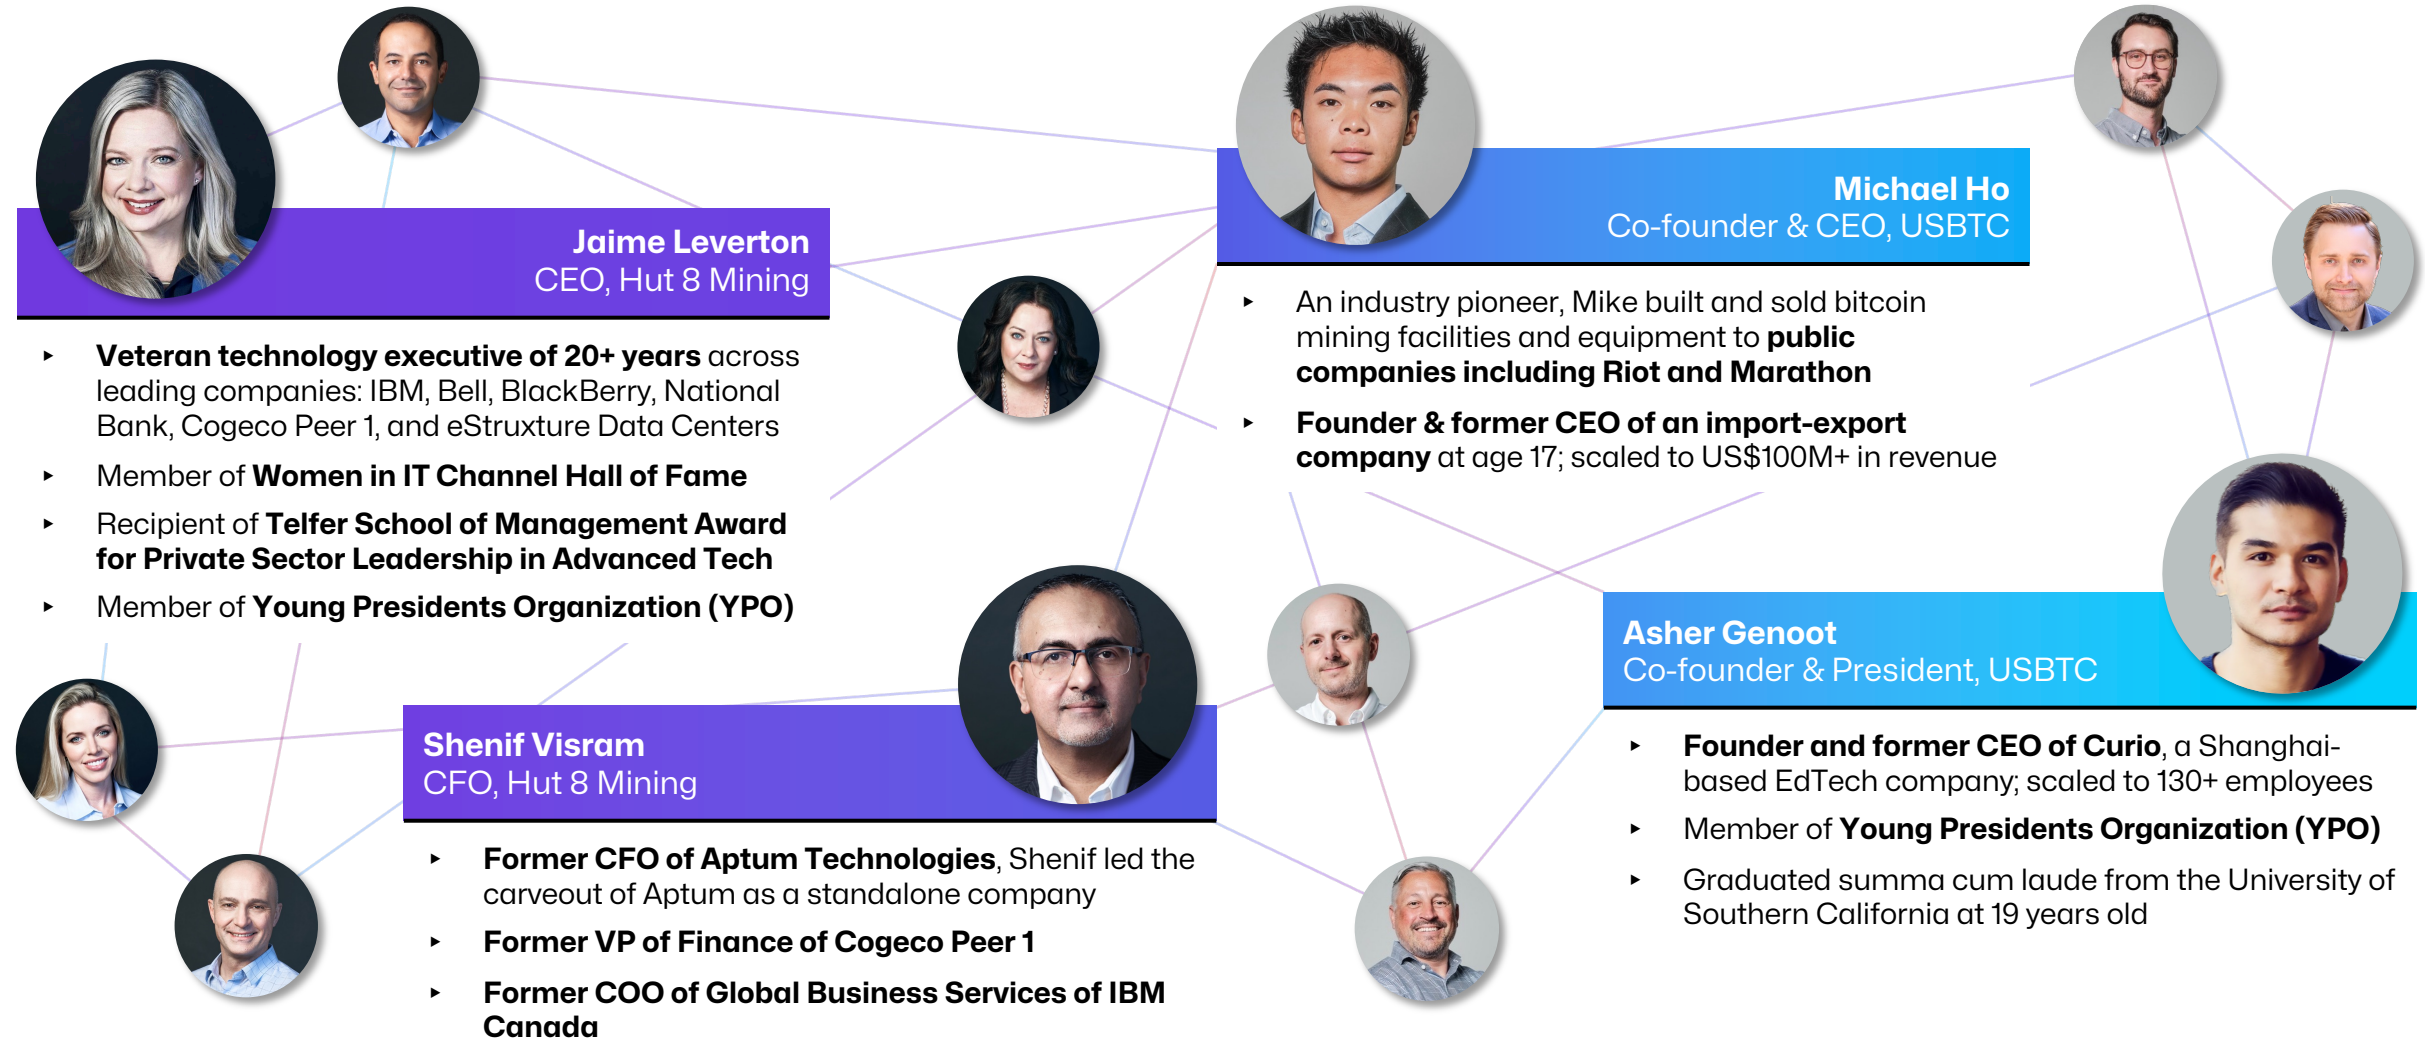 Jaime Leverton
CEO, Hut 8 Mining
▸ Veteran technology executive of 20+ years across
leading companies: IBM, Bell, BlackBerry, National
Bank, Cogeco Peer 1, and eStruxture Data Centers
▸ Member of Women in IT Channel Hall of Fame
▸ Recipient of Telfer School of Management Award
for Private Sector Leadership in Advanced Tech
▸ Member of Young Presidents Organization (YPO)
Michael Ho
Co-founder & CEO, USBTC
▸ An industry pioneer, Mike built and sold bitcoin
mining facilities and equipment to public
companies including Riot and Marathon
▸ Founder & former CEO of an import-export
company at age 17; scaled to US$100M+ in revenue
Shenif Visram
CFO, Hut 8 Mining
▸ Former CFO of Aptum Technologies, Shenif led the
carveout of Aptum as a standalone company
▸ Former VP of Finance of Cogeco Peer 1
▸ Former COO of Global Business Services of IBM
Canada
Asher Genoot
Co-founder & President, USBTC
▸ Founder and former CEO of Curio, a Shanghai-
based EdTech company; scaled to 130+ employees
▸ Member of Young Presidents Organization (YPO)
▸ Graduated summa cum laude from the University of
Southern California at 19 years old